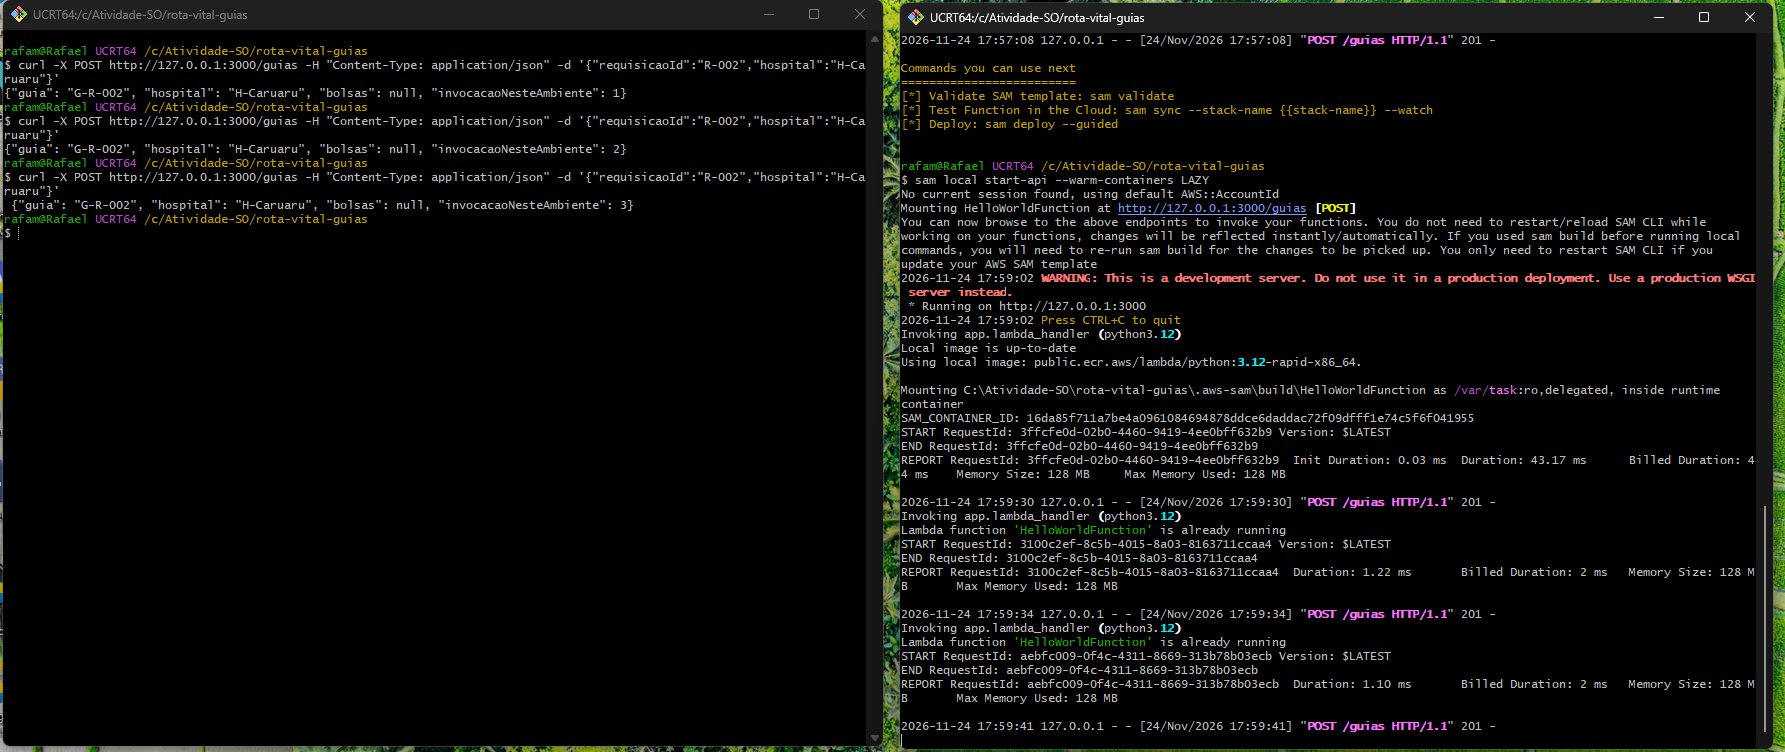 UCRT64:/c/Atividade-SO/rota-vital-guias
rafam@Rafael UCRT64 /c/Atividade-SO/rota-vital-guias
$ curl -X POST http://127.0.0.1:3000/guias -H "Content-Type: application/json" -d '{"requisicaoId":"R-002","hospital":"H-Ca
ruaru"}'
{"guia": "G-R-002", "hospital": "H-Caruaru", "bolsas": null, "invocacaoNesteAmbiente": 1}
rafam@Rafael UCRT64 /c/Atividade-SO/rota-vital-guias
$ curl -X POST http://127.0.0.1:3000/guias -H "Content-Type: application/json" -d '{"requisicaoId":"R-002","hospital":"H-Ca
ruaru"}'
{"guia": "G-R-002", "hospital": "H-Caruaru", "bolsas": null, "invocacaoNesteAmbiente": 2}
rafam@Rafael UCRT64 /c/Atividade-SO/rota-vital-guias
$ curl -X POST http://127.0.0.1:3000/guias -H "Content-Type: application/json" -d '{"requisicaoId":"R-002","hospital":"H-Ca
ruaru"}'
{"guia": "G-R-002", "hospital": "H-Caruaru", "bolsas": null, "invocacaoNesteAmbiente": 3}
rafam@Rafael UCRT64 /c/Atividade-SO/rota-vital-guias
$
UCRT64:/c/Atividade-SO/rota-vital-guias
2026-11-24 17:57:08 127.0.0.1 - - [24/Nov/2026 17:57:08] "POST /guias HTTP/1.1" 201 -
Commands you can use next
=========================
[*] Validate SAM template: sam validate
[*] Test Function in the Cloud: sam sync --stack-name {{stack-name}} --watch
[*] Deploy: sam deploy --guided
rafam@Rafael UCRT64 /c/Atividade-SO/rota-vital-guias
$ sam local start-api --warm-containers LAZY
No current session found, using default AWS::AccountId
Mounting HelloWorldFunction at http://127.0.0.1:3000/guias [POST]
You can now browse to the above endpoints to invoke your functions. You do not need to restart/reload SAM CLI while
working on your functions, changes will be reflected instantly/automatically. If you used sam build before running local
commands, you will need to re-run sam build for the changes to be picked up. You only need to restart SAM CLI if you
update your AWS SAM template
2026-11-24 17:59:02 WARNING: This is a development server. Do not use it in a production deployment. Use a production WSGI
server instead.
* Running on http://127.0.0.1:3000
2026-11-24 17:59:02 Press CTRL+C to quit
Invoking app.lambda_handler (python3.12)
Local image is up-to-date
Using local image: public.ecr.aws/lambda/python:3.12-rapid-x86_64.
Mounting C:\Atividade-SO\rota-vital-guias\.aws-sam\build\HelloWorldFunction as /var/task:ro,delegated, inside runtime
container
SAM_CONTAINER_ID: 16da85f711a7be4a0961084694878ddce6daddac72f09dfff1e74c5f6f041955
START RequestId: 3ffcfe0d-02b0-4460-9419-4ee0bff632b9 Version: $LATEST
END RequestId: 3ffcfe0d-02b0-4460-9419-4ee0bff632b9
REPORT RequestId: 3ffcfe0d-02b0-4460-9419-4ee0bff632b9 Init Duration: 0.03 ms Duration: 43.17 ms Billed Duration: 4
4 ms Memory Size: 128 MB Max Memory Used: 128 MB
2026-11-24 17:59:30 127.0.0.1 - - [24/Nov/2026 17:59:30] "POST /guias HTTP/1.1" 201 -
Invoking app.lambda_handler (python3.12)
Lambda function 'HelloWorldFunction' is already running
START RequestId: 3100c2ef-8c5b-4015-8a03-8163711ccaa4 Version: $LATEST
END RequestId: 3100c2ef-8c5b-4015-8a03-8163711ccaa4
REPORT RequestId: 3100c2ef-8c5b-4015-8a03-8163711ccaa4 Duration: 1.22 ms Billed Duration: 2 ms Memory Size: 128 M
B Max Memory Used: 128 MB
2026-11-24 17:59:34 127.0.0.1 - - [24/Nov/2026 17:59:34] "POST /guias HTTP/1.1" 201 -
Invoking app.lambda_handler (python3.12)
Lambda function 'HelloWorldFunction' is already running
START RequestId: aebfc009-0f4c-4311-8669-313b78b03ecb Version: $LATEST
END RequestId: aebfc009-0f4c-4311-8669-313b78b03ecb
REPORT RequestId: aebfc009-0f4c-4311-8669-313b78b03ecb Duration: 1.10 ms Billed Duration: 2 ms Memory Size: 128 M
B Max Memory Used: 128 MB
2026-11-24 17:59:41 127.0.0.1 - - [24/Nov/2026 17:59:41] "POST /guias HTTP/1.1" 201 -